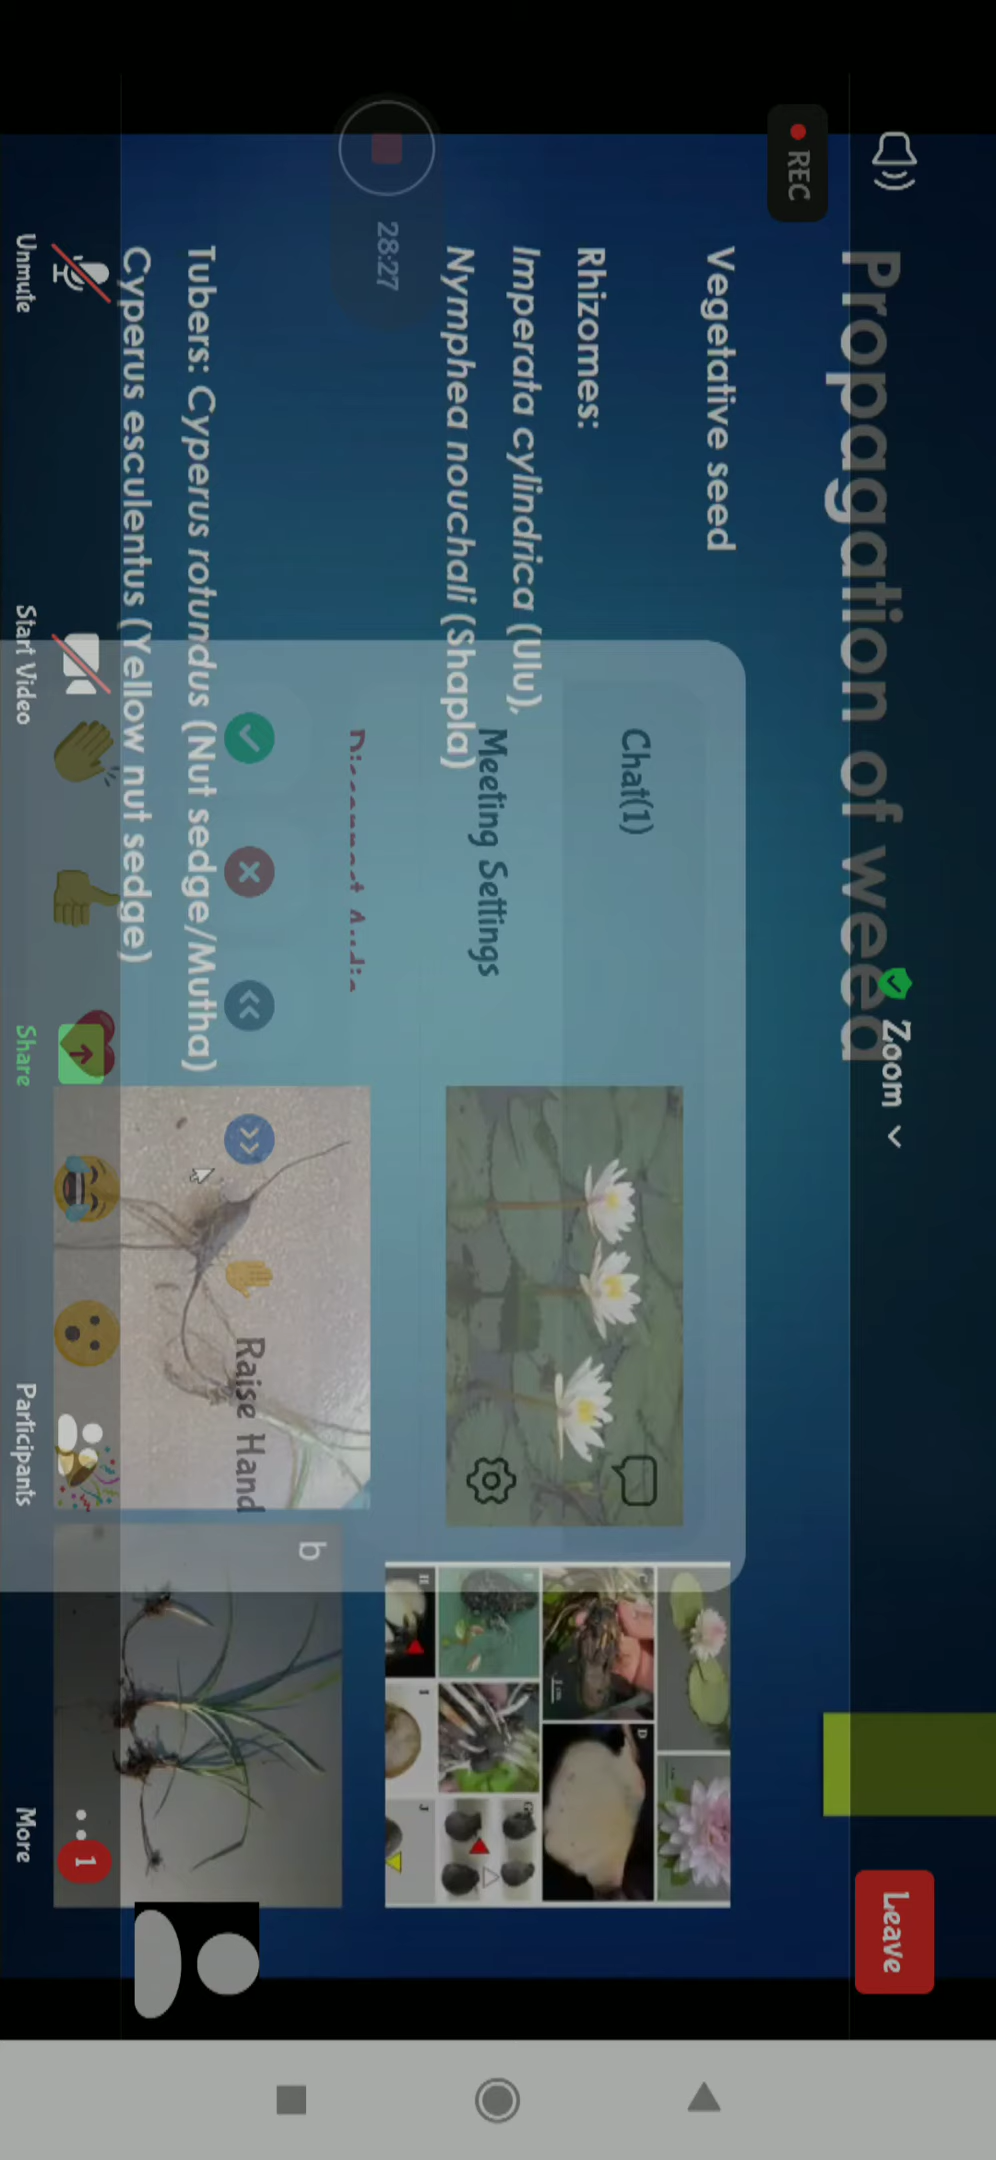 Zoom
Leave
REC
Propagation of weed
Vegetative seed
Rhizomes:
Imperata cylindrica (Ulu),
Nymphea nouchali (Shapla)
28:27
Tubers: Cyperus rotundus (Nut sedge/Mutha)
Cyperus esculentus (Yellow nut sedge)
Chat(1)
Meeting Settings
Disconnect Audio
Raise Hand
b
C
D
G
H
I
J
1
Unmute
Start Video
Share
Participants
More